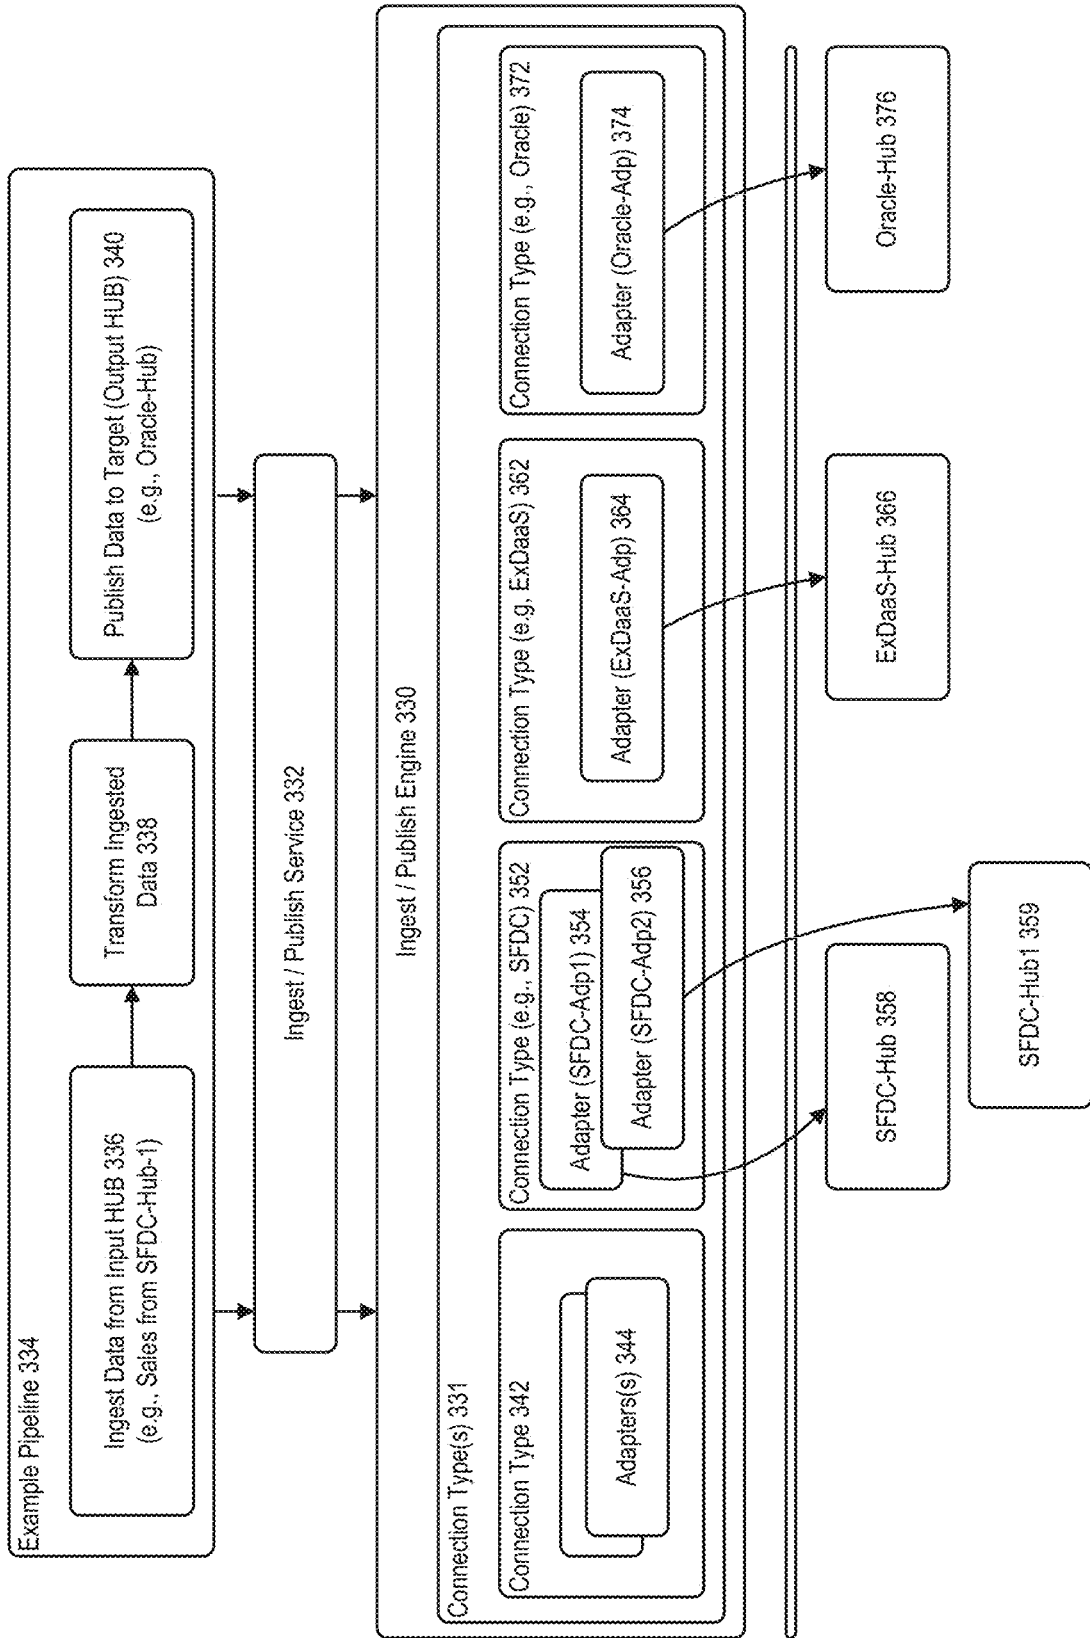 Example Pipeline 334
Ingest Data from Input HUB 336
(e.g., Sales from SFDC-Hub-1)
Transform Ingested
Data 338
Publish Data to Target (Output HUB) 340
(e.g., Oracle-Hub)
Ingest / Publish Service 332
Ingest / Publish Engine 330
Connection Type(s) 331
Connection Type 342
Adapters(s) 344
Connection Type (e.g., SFDC) 352
Adapter (SFDC-Adp1) 354
Adapter (SFDC-Adp2) 356
Connection Type (e.g, ExDaaS) 362
Adapter (ExDaaS-Adp) 364
Connection Type (e.g., Oracle) 372
Adapter (Oracle-Adp) 374
SFDC-Hub 358
SFDC-Hub1 359
ExDaaS-Hub 366
Oracle-Hub 376